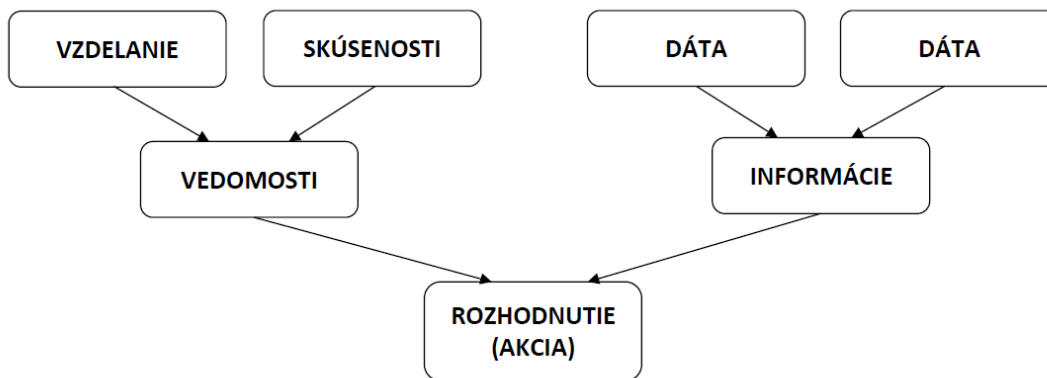 VZDELANIE
SKÚSENOSTI
DÁTA
DÁTA
VEDOMOSTI
INFORMÁCIE
ROZHODNUTIE
(AKCIA)